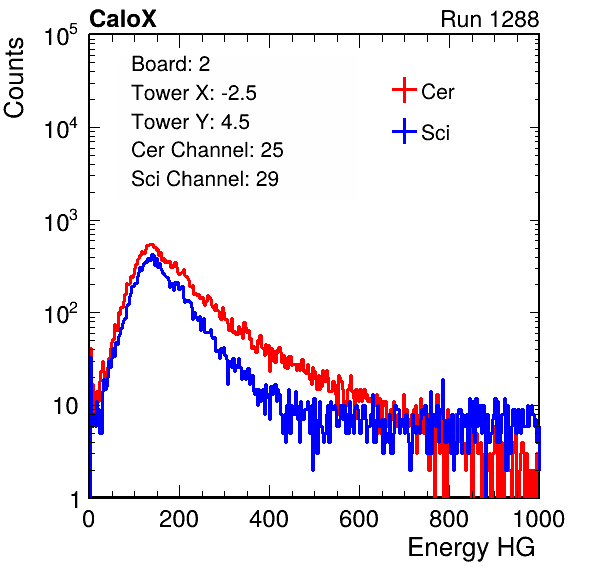 CaloX Run 1288
Counts
Board: 2
Tower X: -2.5
Tower Y: 4.5
Cer Channel: 25
Sci Channel: 29
Cer
Sci
10^5
10^4
10^3
10^2
10
1
0 200 400 600 800 1000
Energy HG